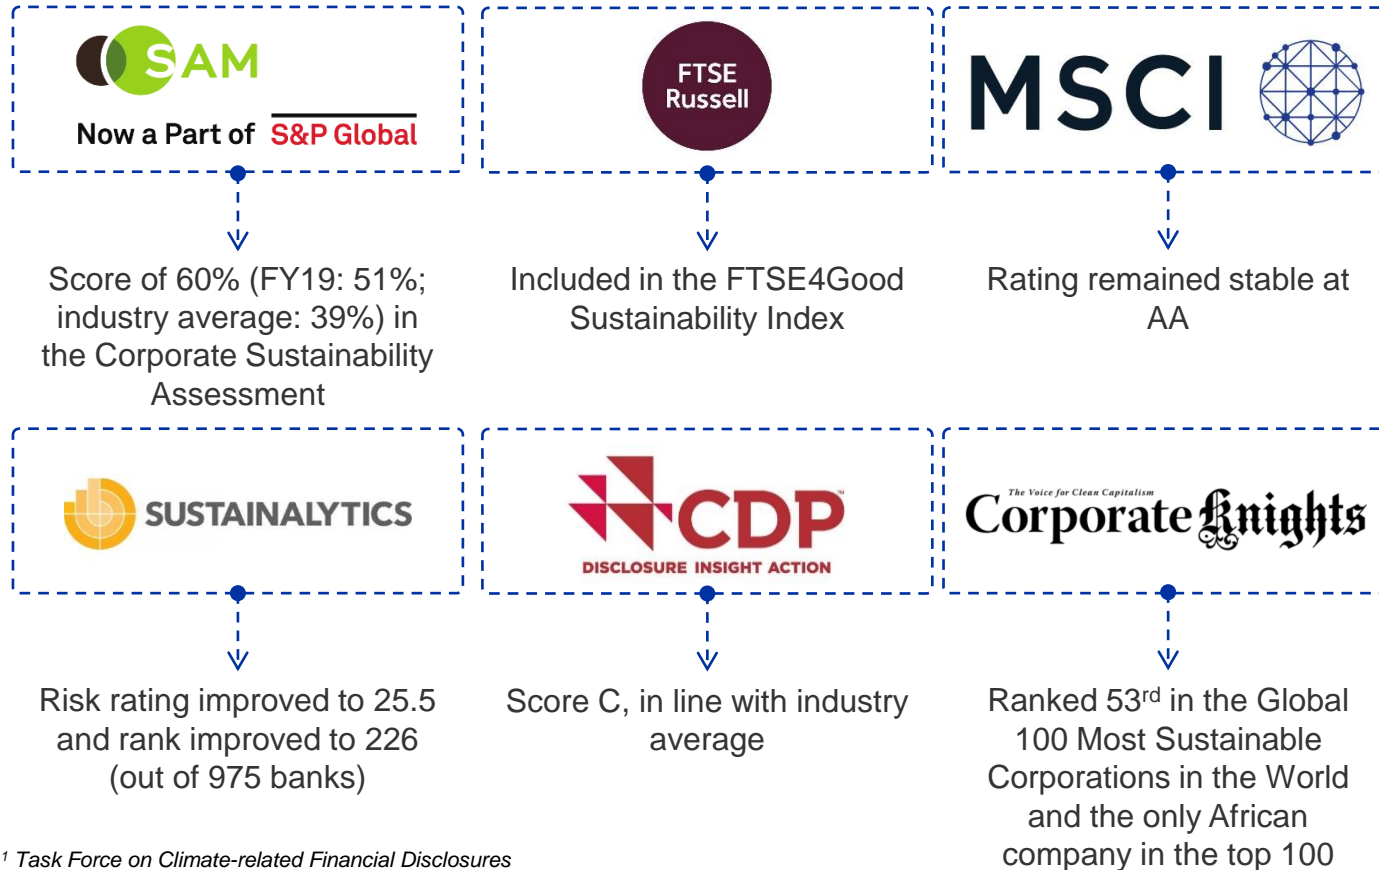 SAM
Now a Part of S&P Global
FTSE
Russell
MSCI
Score of 60% (FY19: 51%;
industry average: 39%) in
the Corporate Sustainability
Assessment
Included in the FTSE4Good
Sustainability Index
Rating remained stable at
AA
SUSTAINALYTICS
CDP™
DISCLOSURE INSIGHT ACTION
The Voice for Clean Capitalism
Corporate Knights
Risk rating improved to 25.5
and rank improved to 226
(out of 975 banks)
Score C, in line with industry
average
Ranked 53rd in the Global
100 Most Sustainable
Corporations in the World
and the only African
company in the top 100
¹ Task Force on Climate-related Financial Disclosures